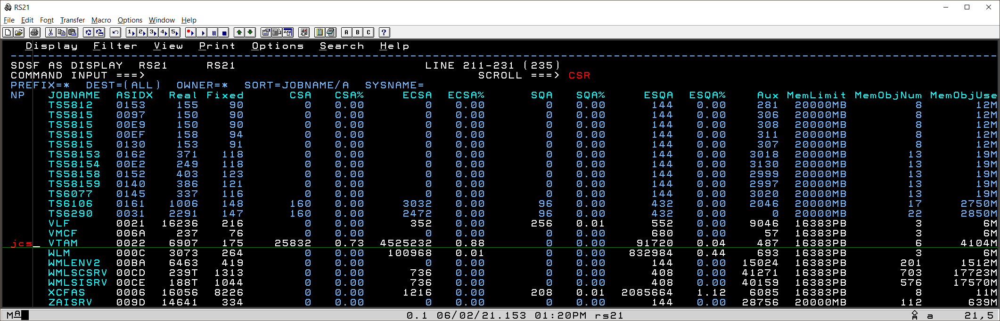 RS21
File Edit Font Transfer Macro Options Window Help
1 2 3 4 5 A B C ?
Display Filter View Print Options Search Help
SDSF AS DISPLAY RS21 RS21 LINE 211-231 (235)
COMMAND INPUT ===> SCROLL ===> CSR
PREFIX=* DEST=(ALL) OWNER=* SORT=JOBNAME/A SYSNAME=
NP JOBNAME ASIDX Real Fixed CSA CSA% ECSA ECSA% SQA SQA% ESQA ESQA% Aux MemLimit MemObjNum MemObjUse
TS5812 0153 155 90 0 0.00 0 0.00 0 0.00 144 0.00 281 20000MB 8 12M
TS5815 0097 150 90 0 0.00 0 0.00 0 0.00 144 0.00 306 20000MB 8 12M
TS5815 00E9 150 90 0 0.00 0 0.00 0 0.00 144 0.00 308 20000MB 8 12M
TS5815 00EF 158 94 0 0.00 0 0.00 0 0.00 144 0.00 311 20000MB 8 12M
TS5815 0130 153 91 0 0.00 0 0.00 0 0.00 144 0.00 307 20000MB 8 12M
TS58153 0162 371 118 0 0.00 0 0.00 0 0.00 144 0.00 3018 20000MB 13 19M
TS58154 00E2 249 118 0 0.00 0 0.00 0 0.00 144 0.00 3130 20000MB 13 19M
TS58158 0152 403 123 0 0.00 0 0.00 0 0.00 144 0.00 2999 20000MB 13 19M
TS58159 0140 386 121 0 0.00 0 0.00 0 0.00 144 0.00 2997 20000MB 13 19M
TS6077 0145 337 116 0 0.00 0 0.00 0 0.00 144 0.00 3020 20000MB 13 19M
TS6106 0161 1006 148 160 0.00 3032 0.00 96 0.00 432 0.00 2046 20000MB 17 2750M
TS6290 0031 2291 147 160 0.00 2472 0.00 96 0.00 432 0.00 0 20000MB 22 2850M
VLF 0021 16236 216 0 0.00 352 0.00 256 0.01 552 0.00 9046 16383PB 3 6M
VMCF 006A 237 76 0 0.00 0 0.00 0 0.00 680 0.00 57 16383PB 3 6M
jcs_ VTAM 0022 6907 175 25832 0.73 4525232 0.88 0 0.00 91720 0.04 487 16383PB 6 4104M
WLM 000C 3073 264 0 0.00 100968 0.01 0 0.00 832984 0.44 693 16383PB 3 6M
WMLENV2 00BA 6463 419 0 0.00 0 0.00 0 0.00 144 0.00 15024 16383PB 201 1512M
WMLSCSRV 00CD 239T 1313 0 0.00 736 0.00 0 0.00 408 0.00 41271 16383PB 703 17723M
WMLSISRV 00CE 188T 1044 0 0.00 736 0.00 0 0.00 408 0.00 40159 16383PB 576 17570M
XCFAS 0006 16056 8226 0 0.00 1216 0.00 208 0.01 2085664 1.12 6085 16383PB 8 11M
ZAISRV 009D 14641 334 0 0.00 0 0.00 0 0.00 144 0.00 28756 20000MB 112 639M
MA 0.1 06/02/21.153 01:20PM rs21 A a 21,5